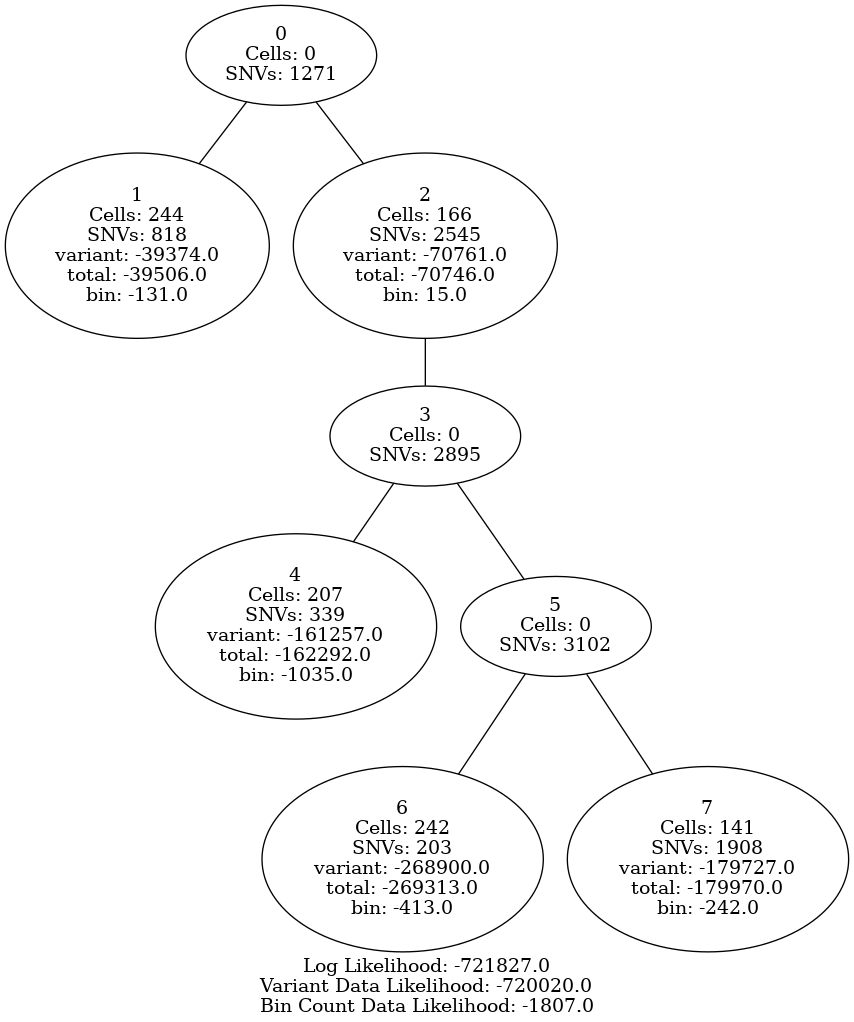 0
Cells: 0
SNVs: 1271
1
Cells: 244
SNVs: 818
variant: -39374.0
total: -39506.0
bin: -131.0
2
Cells: 166
SNVs: 2545
variant: -70761.0
total: -70746.0
bin: 15.0
3
Cells: 0
SNVs: 2895
4
Cells: 207
SNVs: 339
variant: -161257.0
total: -162292.0
bin: -1035.0
5
Cells: 0
SNVs: 3102
6
Cells: 242
SNVs: 203
variant: -268900.0
total: -269313.0
bin: -413.0
7
Cells: 141
SNVs: 1908
variant: -179727.0
total: -179970.0
bin: -242.0
Log Likelihood: -721827.0
Variant Data Likelihood: -720020.0
Bin Count Data Likelihood: -1807.0